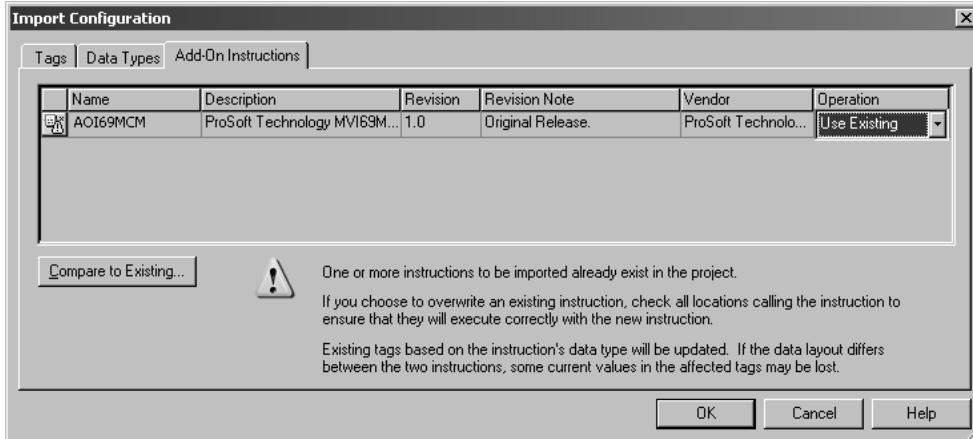 Import Configuration
Tags Data Types Add-On Instructions
Name Description Revision Revision Note Vendor Operation
AOI69MCM ProSoft Technology MVI69M... 1.0 Original Release. ProSoft Technolo... Use Existing
Compare to Existing...
One or more instructions to be imported already exist in the project.
If you choose to overwrite an existing instruction, check all locations calling the instruction to
ensure that they will execute correctly with the new instruction.
Existing tags based on the instruction's data type will be updated. If the data layout differs
between the two instructions, some current values in the affected tags may be lost.
OK Cancel Help